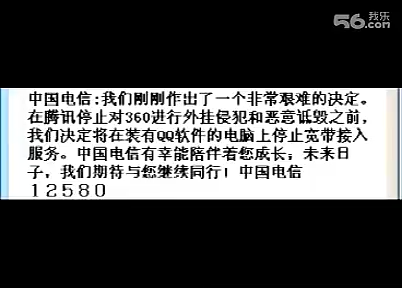 56我乐
.com
中国电信:我们刚刚作出了一个非常艰难的决定。
在腾讯停止对360进行外挂侵犯和恶意诋毁之前，
我们决定将在装有QQ软件的电脑上停止宽带接入
服务。中国电信有幸能陪伴着您成长；未来日
子，我们期待与您继续同行！中国电信
12580